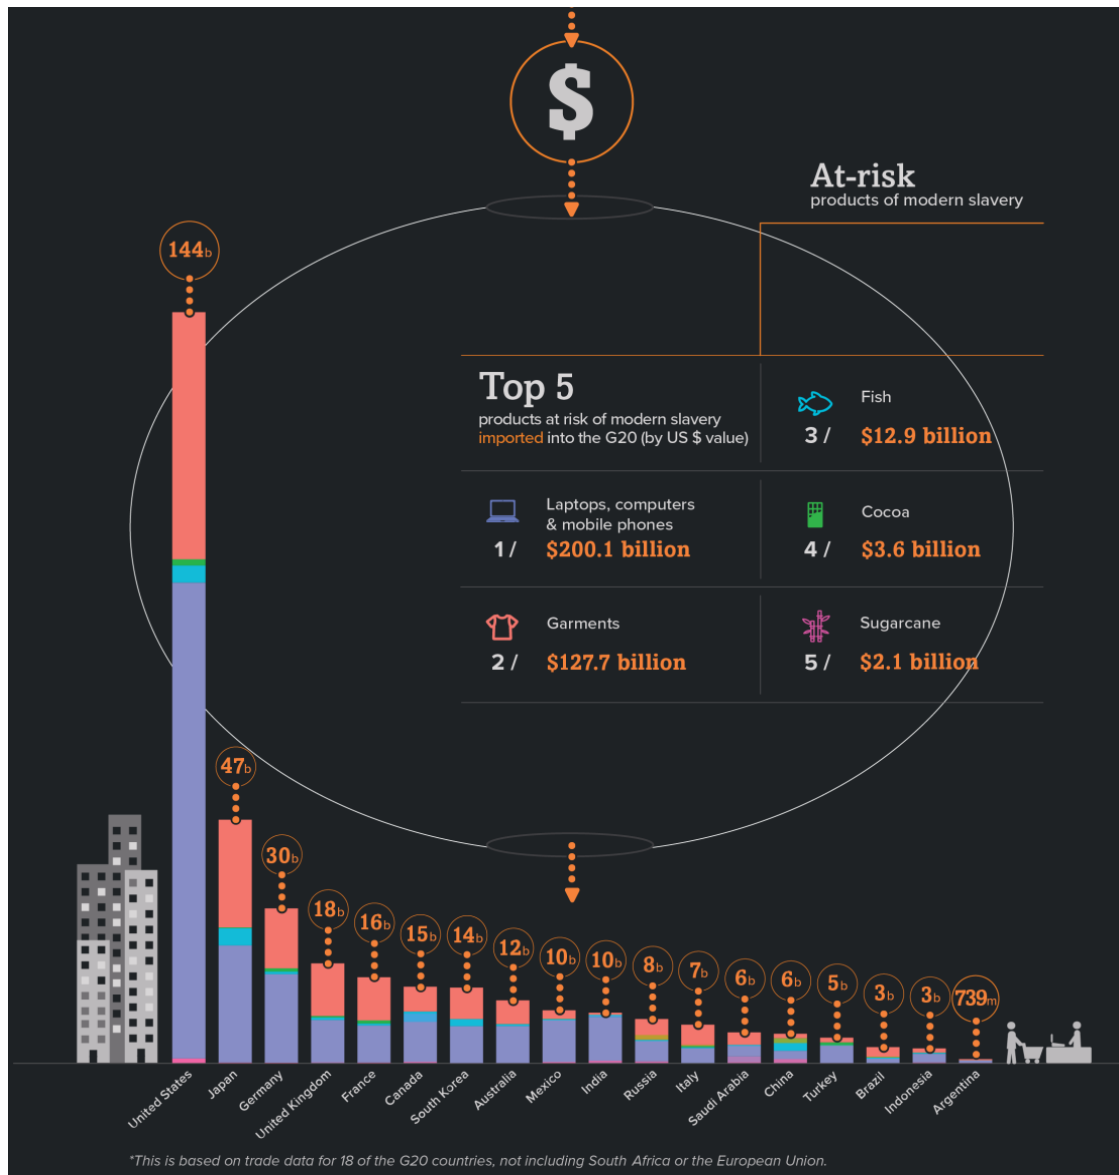 $
At-risk
products of modern slavery
144b
Top 5
products at risk of modern slavery
imported into the G20 (by US $ value)
Fish
3 / $12.9 billion
Laptops, computers
& mobile phones
1 / $200.1 billion
Cocoa
4 / $3.6 billion
Garments
2 / $127.7 billion
Sugarcane
5 / $2.1 billion
47b
30b
18b
16b
15b
14b
12b
10b
10b
8b
7b
6b
6b
5b
3b
3b
739m
United States
Japan
Germany
United Kingdom
France
Canada
South Korea
Australia
Mexico
India
Russia
Italy
Saudi Arabia
China
Turkey
Brazil
Indonesia
Argentina
*This is based on trade data for 18 of the G20 countries, not including South Africa or the European Union.